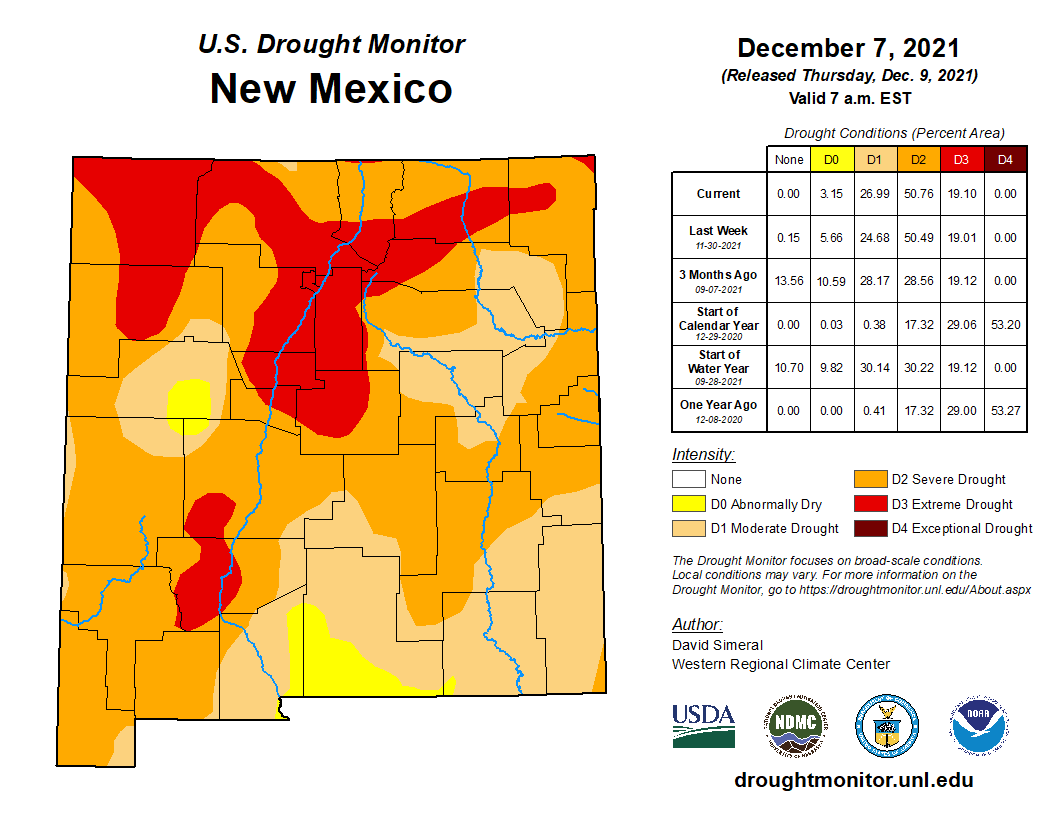 U.S. Drought Monitor
New Mexico
December 7, 2021
(Released Thursday, Dec. 9, 2021)
Valid 7 a.m. EST
Drought Conditions (Percent Area)
None D0 D1 D2 D3 D4
Current 0.00 3.15 26.99 50.76 19.10 0.00
Last Week
11-30-2021
0.15 5.66 24.68 50.49 19.01 0.00
3 Months Ago
09-07-2021
13.56 10.59 28.17 28.56 19.12 0.00
Start of
Calendar Year
12-29-2020
0.00 0.03 0.38 17.32 29.06 53.20
Start of
Water Year
09-28-2021
10.70 9.82 30.14 30.22 19.12 0.00
One Year Ago
12-08-2020
0.00 0.00 0.41 17.32 29.00 53.27
Intensity:
None
D0 Abnormally Dry
D1 Moderate Drought
D2 Severe Drought
D3 Extreme Drought
D4 Exceptional Drought
The Drought Monitor focuses on broad-scale conditions.
Local conditions may vary. For more information on the
Drought Monitor, go to https://droughtmonitor.unl.edu/About.aspx
Author:
David Simeral
Western Regional Climate Center
USDA
NDMC
NOAA
droughtmonitor.unl.edu